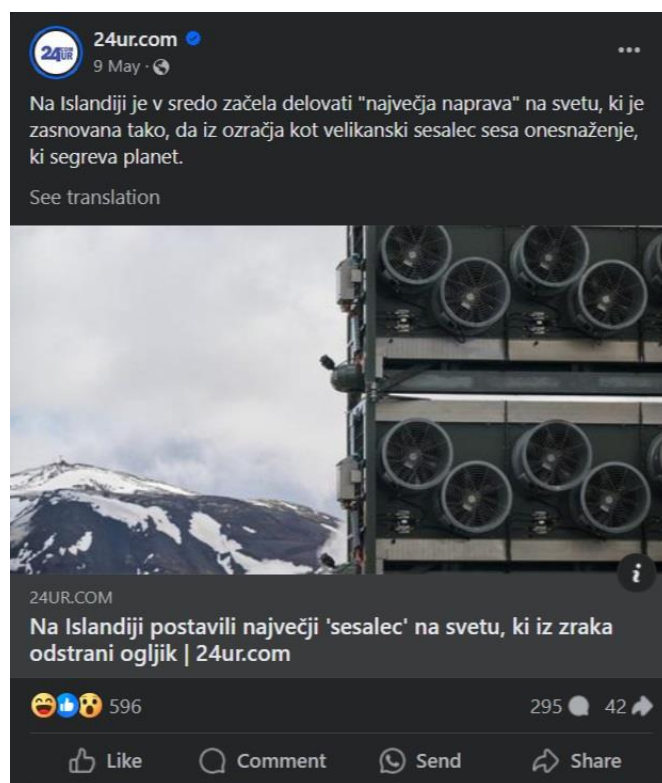 24ur.com
9 May ·
Na Islandiji je v sredo začela delovati "največja naprava" na svetu, ki je
zasnovana tako, da iz ozračja kot velikanski sesalec sesa onesnaženje,
ki segreva planet.
See translation
24UR.COM
Na Islandiji postavili največji 'sesalec' na svetu, ki iz zraka
odstrani ogljik | 24ur.com
596
295 42
Like Comment Send Share